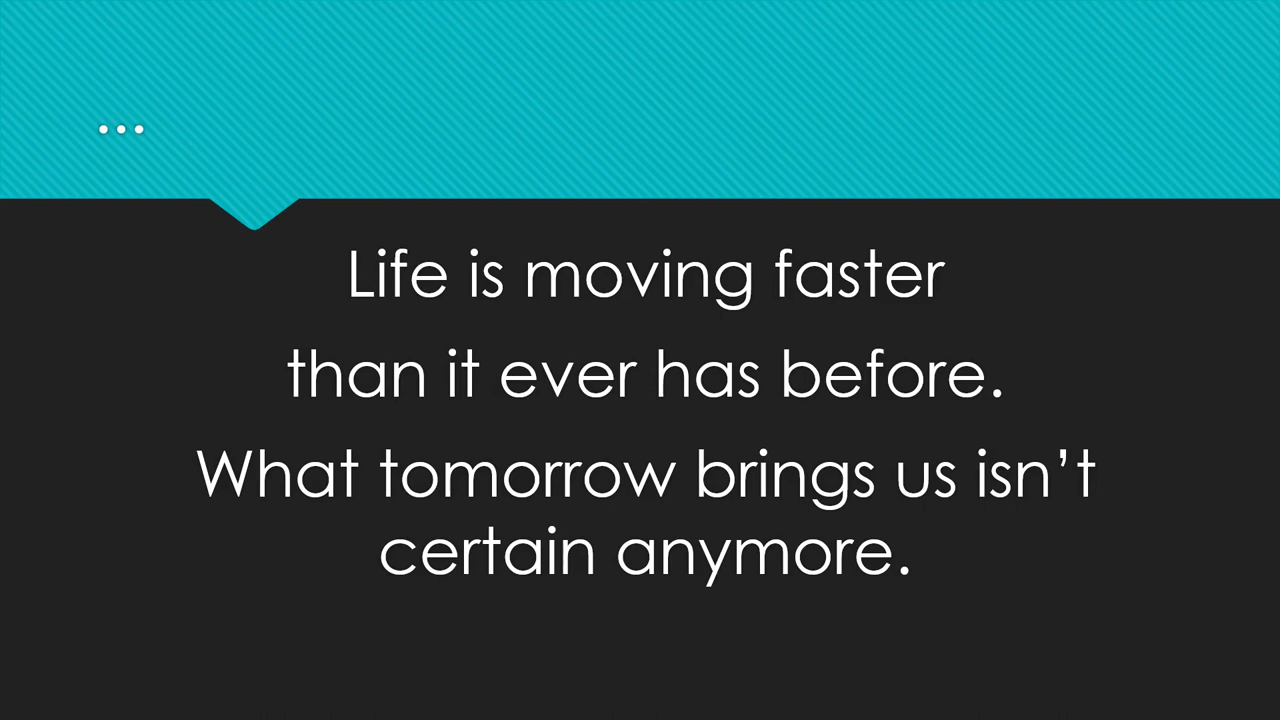 ...
Life is moving faster
than it ever has before.
What tomorrow brings us isn’t
certain anymore.